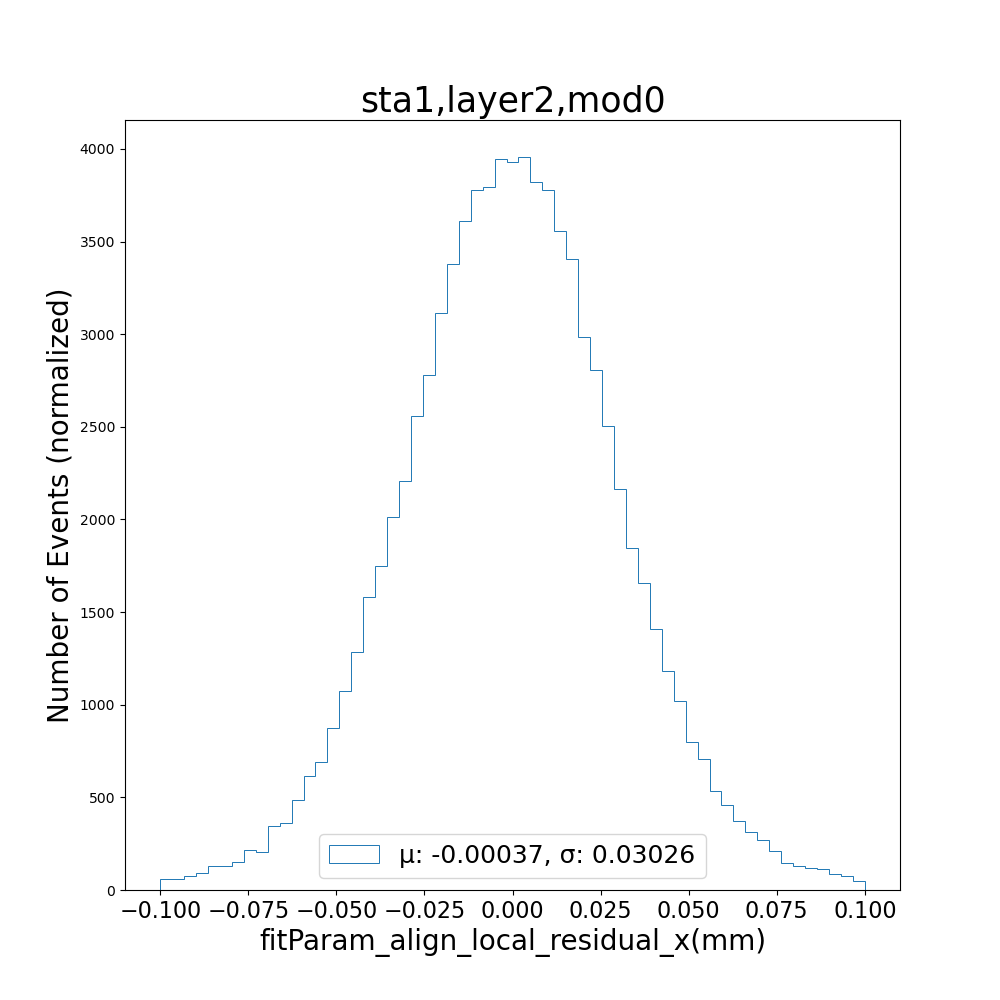 sta1,layer2,mod0
4000
3500
3000
2500
2000
1500
1000
500
0
Number of Events (normalized)
μ: -0.00037, σ: 0.03026
−0.100 −0.075 −0.050 −0.025 0.000 0.025 0.050 0.075 0.100
fitParam_align_local_residual_x(mm)